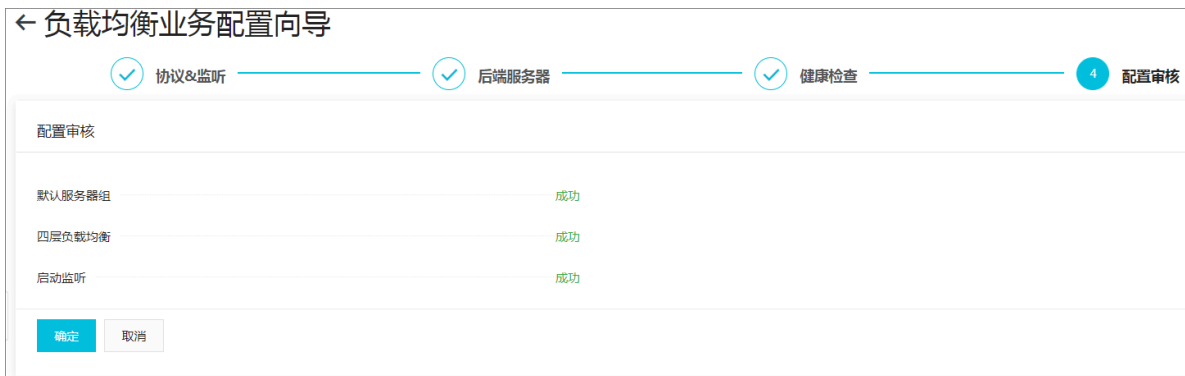 ←负载均衡业务配置向导
协议&监听 后端服务器 健康检查 4 配置审核
配置审核
默认服务器组 成功
四层负载均衡 成功
启动监听 成功
确定 取消